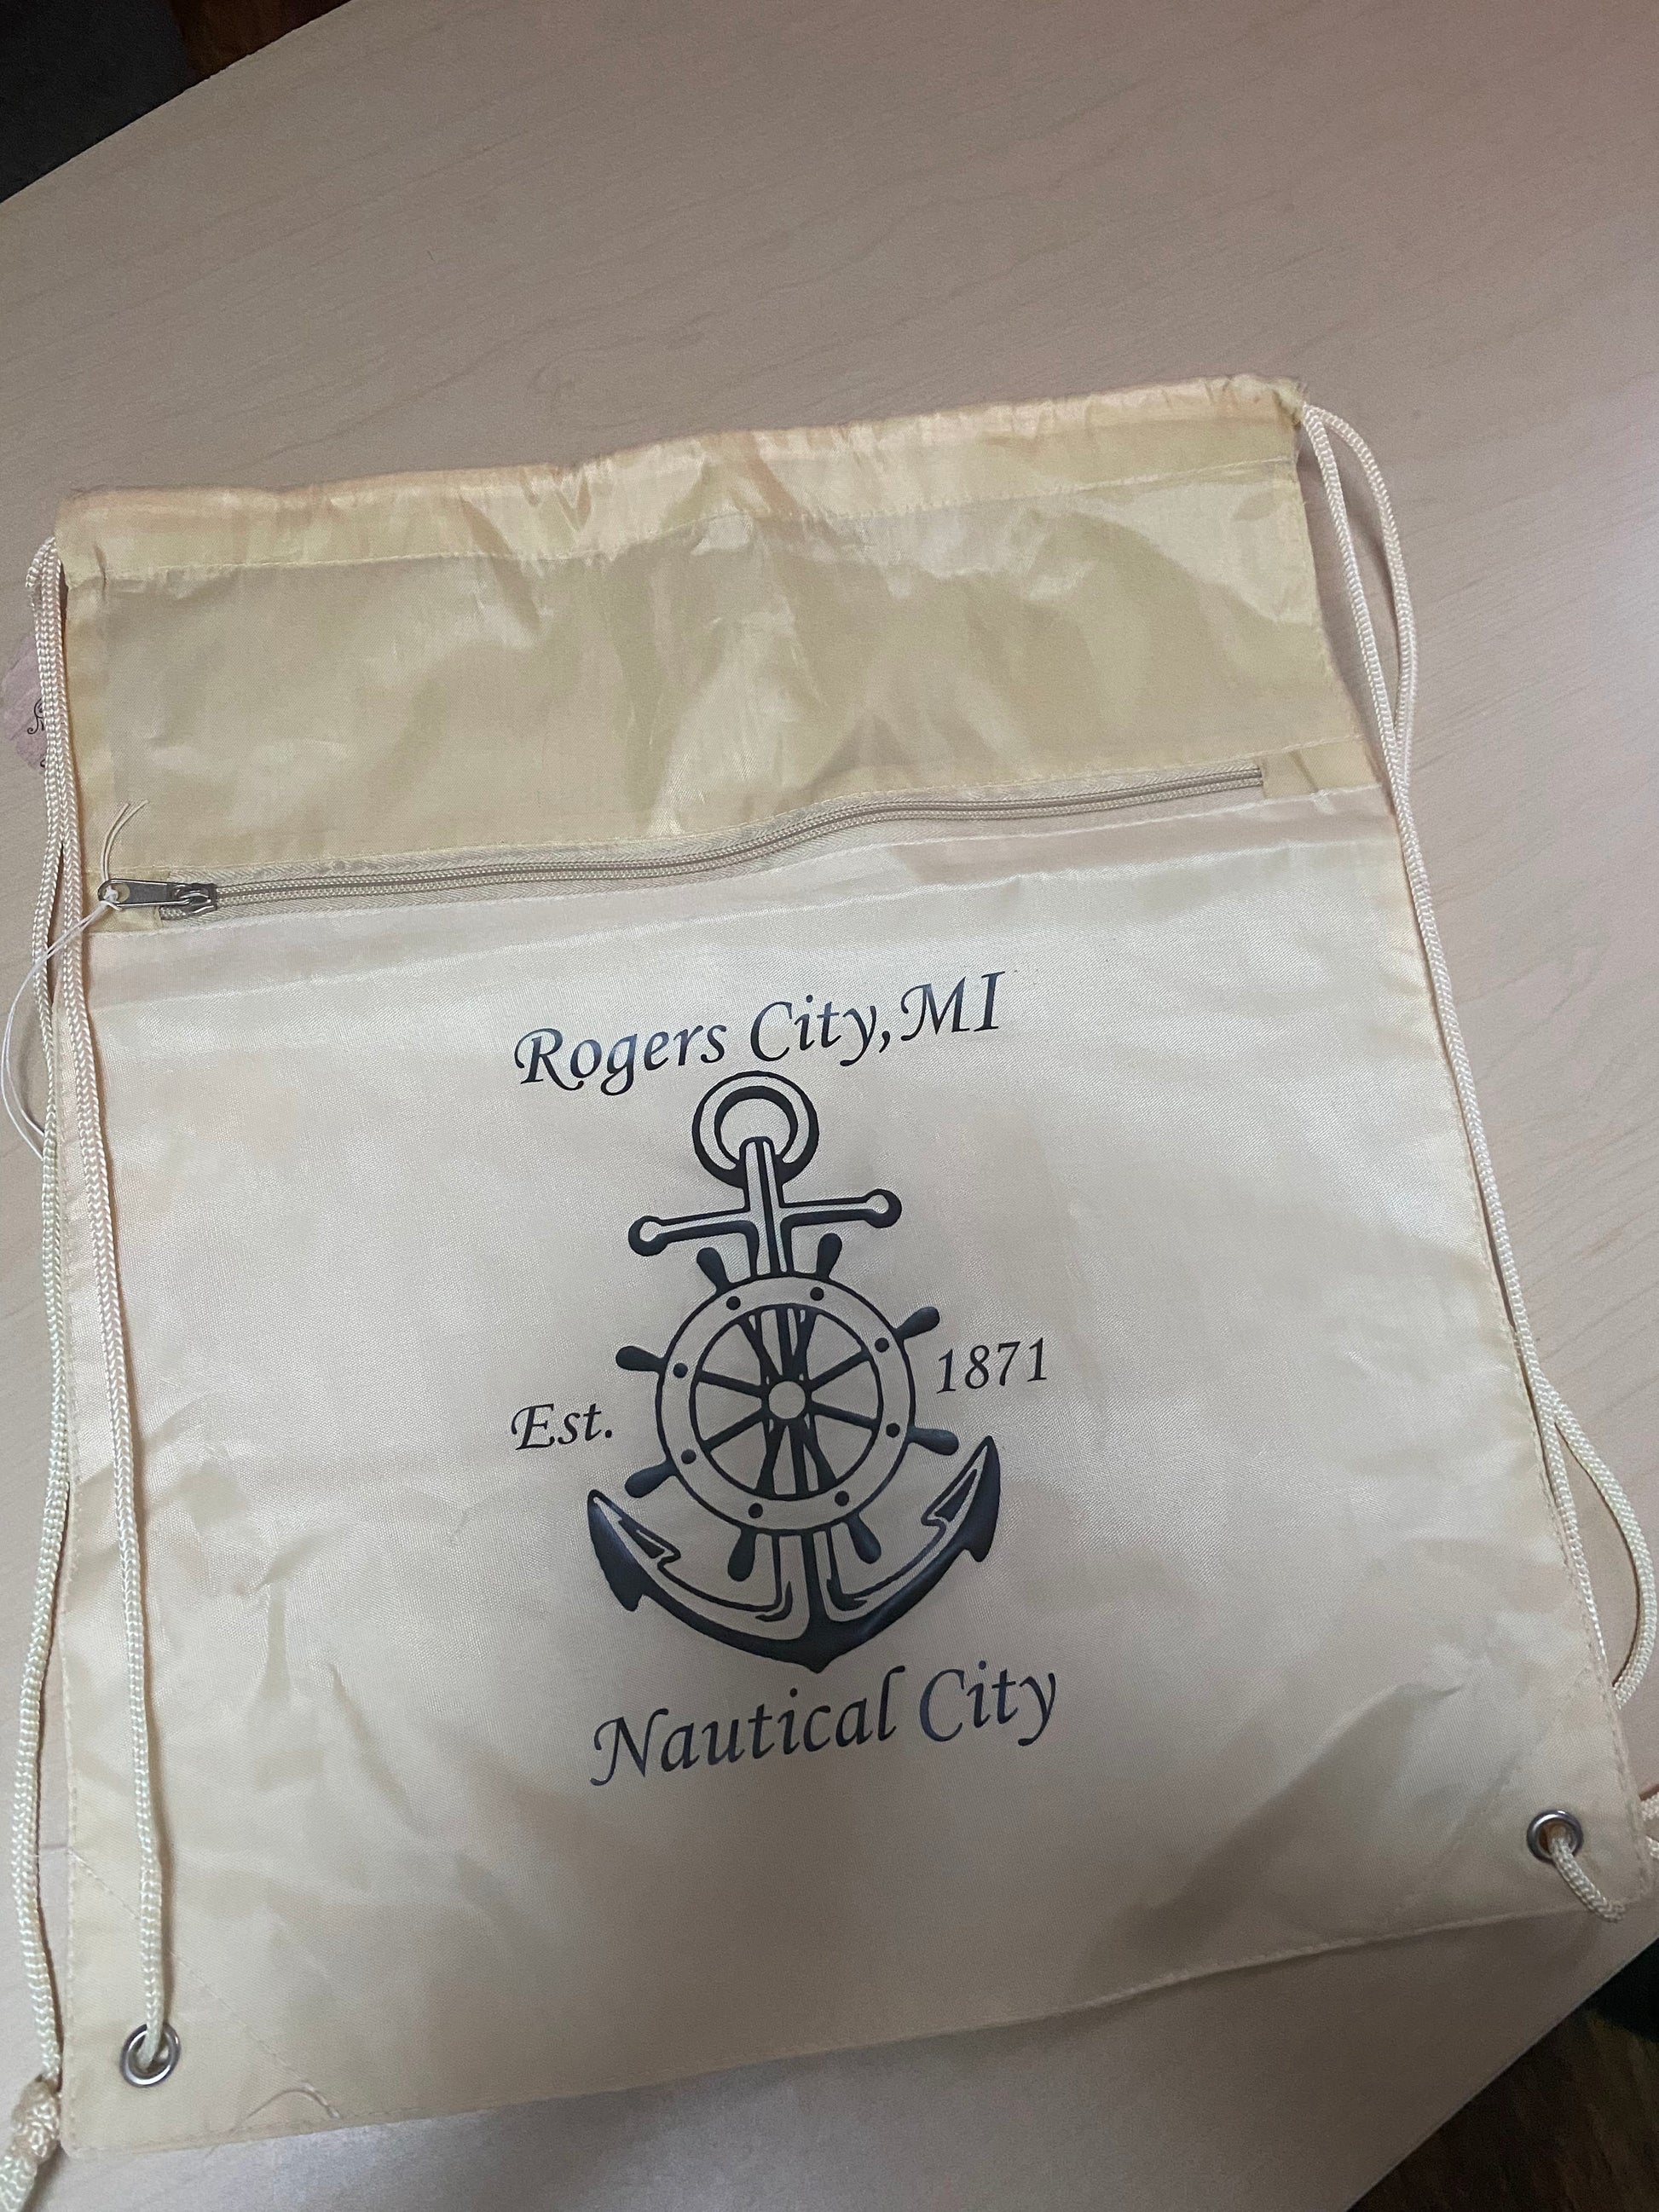 Rogers City,MI
Est. 1871
Nautical City